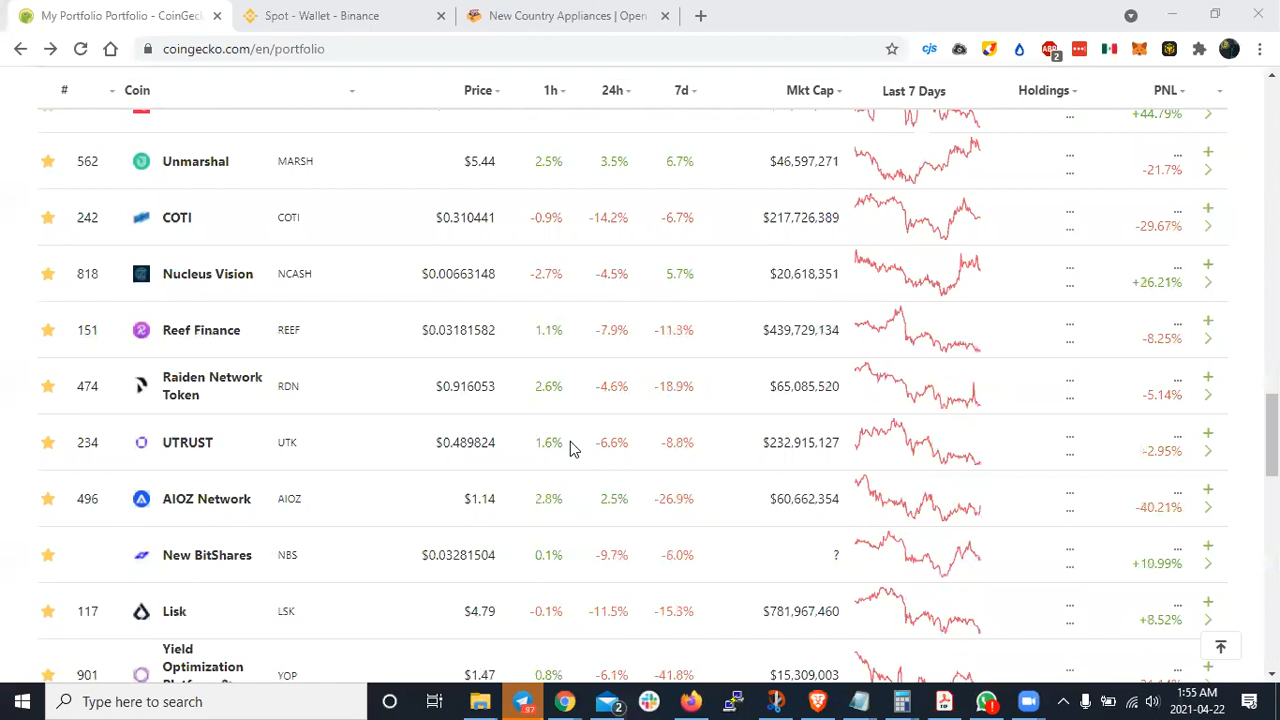 My Portfolio Portfolio - CoinGeck
Spot - Wallet - Binance
New Country Appliances | Open
coingecko.com/en/portfolio
cjs
ABP
2
# Coin Price 1h 24h 7d Mkt Cap Last 7 Days Holdings PNL
... +44.79%
562 Unmarshal MARSH $5.44 2.5% 3.5% 6.7% $46,597,271 ... ... ... -21.7%
242 COTI COTI $0.310441 -0.9% -14.2% -6.7% $217,726,389 ... ... ... -29.67%
818 Nucleus Vision NCASH $0.00663148 -2.7% -4.5% 5.7% $20,618,351 ... ... ... +26.21%
151 Reef Finance REEF $0.03181582 1.1% -7.9% -11.3% $439,729,134 ... ... ... -8.25%
474 Raiden Network Token RDN $0.916053 2.6% -4.6% -18.9% $65,085,520 ... ... ... -5.14%
234 UTRUST UTK $0.489824 1.6% -6.6% -8.8% $232,915,127 ... ... ... -2.95%
496 AIOZ Network AIOZ $1.14 2.8% 2.5% -26.9% $60,662,354 ... ... ... -40.21%
818 New BitShares NBS $0.03281504 0.1% -9.7% -6.0% ? ... ... ... +10.99%
117 Lisk LSK $4.79 -0.1% -11.5% -15.3% $781,967,460 ... ... ... +8.52%
901 Yield Optimization YOP $1.47 0.8% -6.1% -41.8% $15,309,003 ...
Type here to search
97
2
1:55 AM
2021-04-22